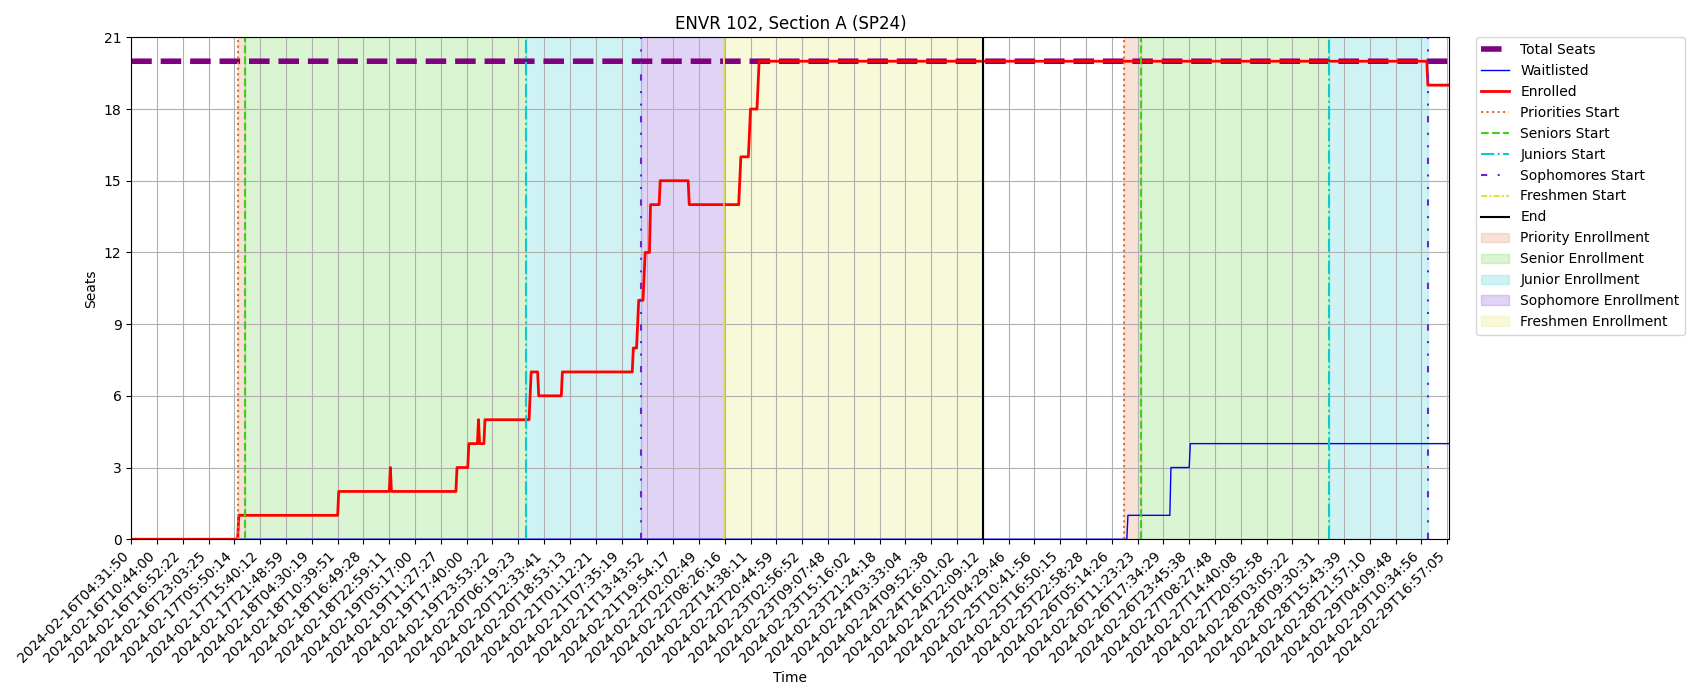 ENVR 102, Section A (SP24)
21
18
15
12
9
6
3
0
Seats
2024-02-16T04:31:50
2024-02-16T10:44:00
2024-02-16T16:52:22
2024-02-16T23:03:25
2024-02-17T05:50:14
2024-02-17T15:40:12
2024-02-17T21:48:59
2024-02-18T04:30:19
2024-02-18T10:39:51
2024-02-18T16:49:28
2024-02-18T22:59:11
2024-02-19T05:17:00
2024-02-19T11:27:27
2024-02-19T17:40:00
2024-02-19T23:53:22
2024-02-20T06:19:23
2024-02-20T12:33:41
2024-02-20T18:53:13
2024-02-21T01:12:21
2024-02-21T07:35:19
2024-02-21T13:43:52
2024-02-21T19:54:17
2024-02-22T02:02:49
2024-02-22T08:26:16
2024-02-22T14:38:11
2024-02-22T20:44:59
2024-02-23T02:56:52
2024-02-23T09:07:48
2024-02-23T15:16:02
2024-02-23T21:24:18
2024-02-24T03:33:04
2024-02-24T09:52:38
2024-02-24T16:01:02
2024-02-24T22:09:12
2024-02-25T04:29:46
2024-02-25T10:41:56
2024-02-25T16:50:15
2024-02-25T22:58:28
2024-02-26T05:14:26
2024-02-26T11:23:23
2024-02-26T17:34:29
2024-02-26T23:45:38
2024-02-27T08:27:48
2024-02-27T14:40:08
2024-02-27T20:52:58
2024-02-28T03:05:22
2024-02-28T09:30:31
2024-02-28T15:43:39
2024-02-28T21:57:10
2024-02-29T04:09:48
2024-02-29T10:34:56
2024-02-29T16:57:05
Time
Total Seats
Waitlisted
Enrolled
Priorities Start
Seniors Start
Juniors Start
Sophomores Start
Freshmen Start
End
Priority Enrollment
Senior Enrollment
Junior Enrollment
Sophomore Enrollment
Freshmen Enrollment